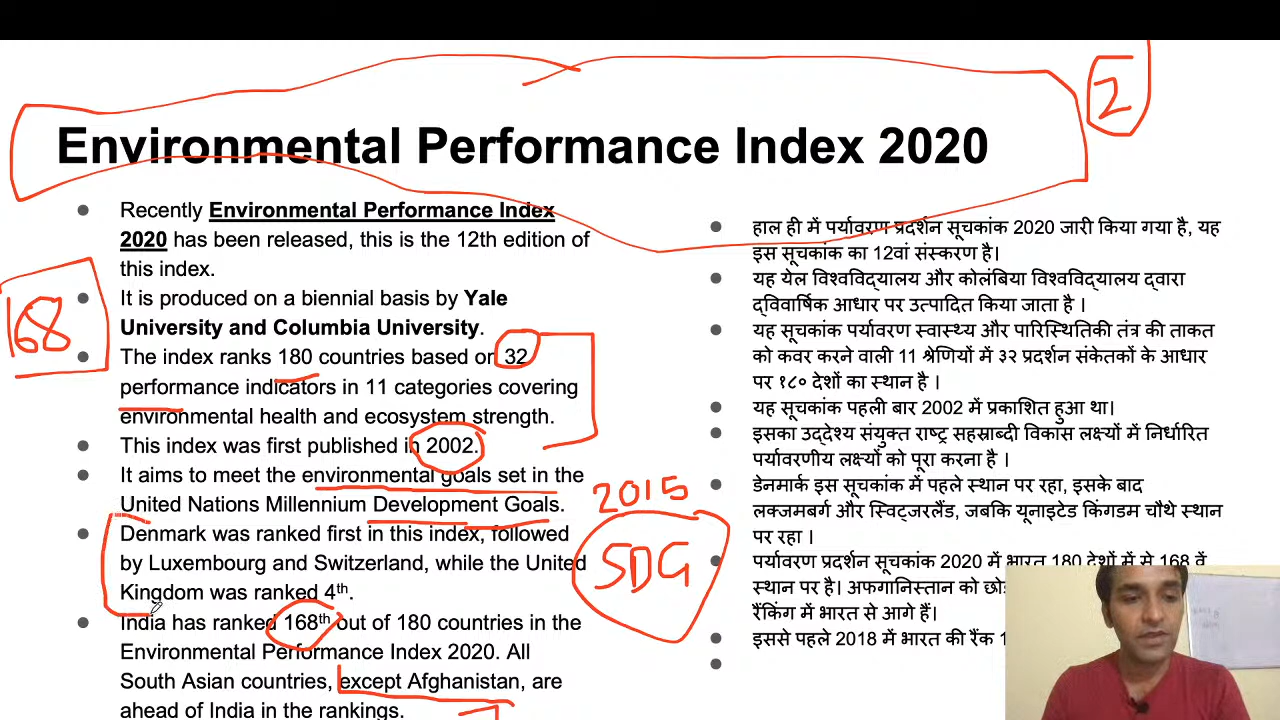 2
Environmental Performance Index 2020
Recently Environmental Performance Index
2020 has been released, this is the 12th edition of
this index.
It is produced on a biennial basis by Yale
University and Columbia University.
168
The index ranks 180 countries based on 32
performance indicators in 11 categories covering
environmental health and ecosystem strength.
This index was first published in 2002.
It aims to meet the environmental goals set in the
United Nations Millennium Development Goals.
Denmark was ranked first in this index, followed
by Luxembourg and Switzerland, while the United
Kingdom was ranked 4th.
India has ranked 168th out of 180 countries in the
Environmental Performance Index 2020. All
South Asian countries, except Afghanistan, are
ahead of India in the rankings.
2015
SDG
हाल ही में पर्यावरण प्रदर्शन सूचकांक 2020 जारी किया गया है, यह
इस सूचकांक का 12वां संस्करण है।
यह येल विश्वविद्यालय और कोलंबिया विश्वविद्यालय द्वारा
द्विवार्षिक आधार पर उत्पादित किया जाता है ।
यह सूचकांक पर्यावरण स्वास्थ्य और पारिस्थितिकी तंत्र की ताकत
को कवर करने वाली 11 श्रेणियों में ३२ प्रदर्शन संकेतकों के आधार
पर १८० देशों का स्थान है ।
यह सूचकांक पहली बार 2002 में प्रकाशित हुआ था।
इसका उद्देश्य संयुक्त राष्ट्र सहस्राब्दी विकास लक्ष्यों में निर्धारित
पर्यावरणीय लक्ष्यों को पूरा करना है ।
डेनमार्क इस सूचकांक में पहले स्थान पर रहा, इसके बाद
लक्जमबर्ग और स्विट्जरलैंड, जबकि यूनाइटेड किंगडम चौथे स्थान
पर रहा ।
पर्यावरण प्रदर्शन सूचकांक 2020 में भारत 180 देशों में से 168 वें
स्थान पर है। अफगानिस्तान को
रैंकिंग में भारत से आगे हैं।
इससे पहले 2018 में भारत की रैंक